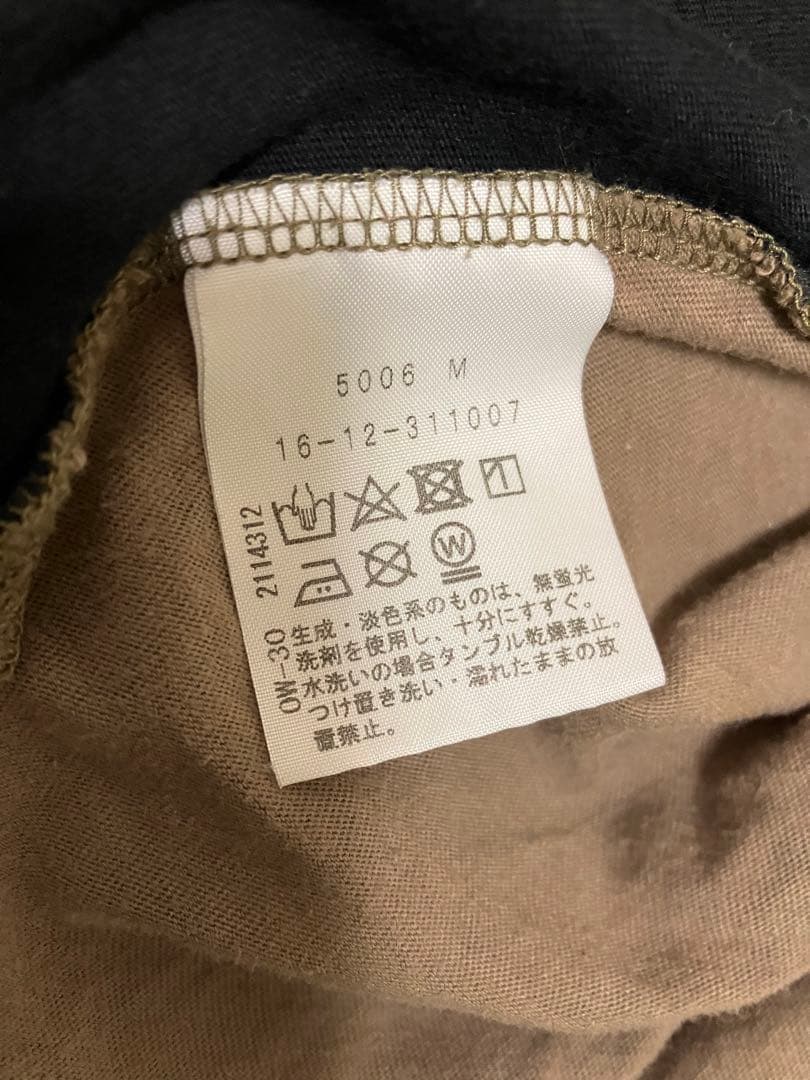 5006 M
16-12-311007
W
2114312
OW-30
生成・淡色系のものは、無蛍光
洗剤を使用し、十分にすすぐ。
水洗いの場合タンブル乾燥禁止。
つけ置き洗い・濡れたままの放
置禁止。